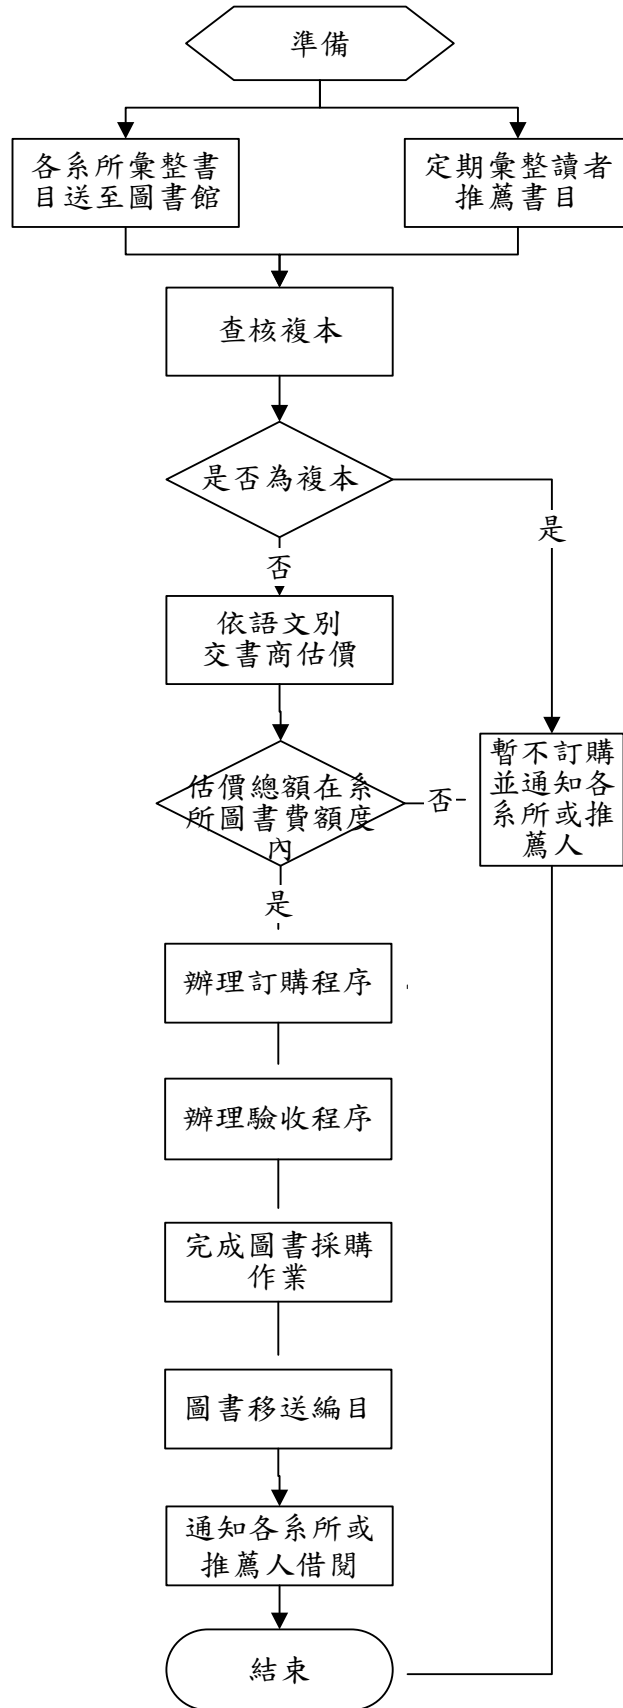 準備
各系所彙整書
目送至圖書館
定期彙整讀者
推薦書目
查核複本
是否為複本
是
否
依語文別
交書商估價
估價總額在系
所圖書費額度
內
否
暫不訂購
並通知各
系所或推
薦人
是
辦理訂購程序
辦理驗收程序
完成圖書採購
作業
圖書移送編目
通知各系所或
推薦人借閱
結束